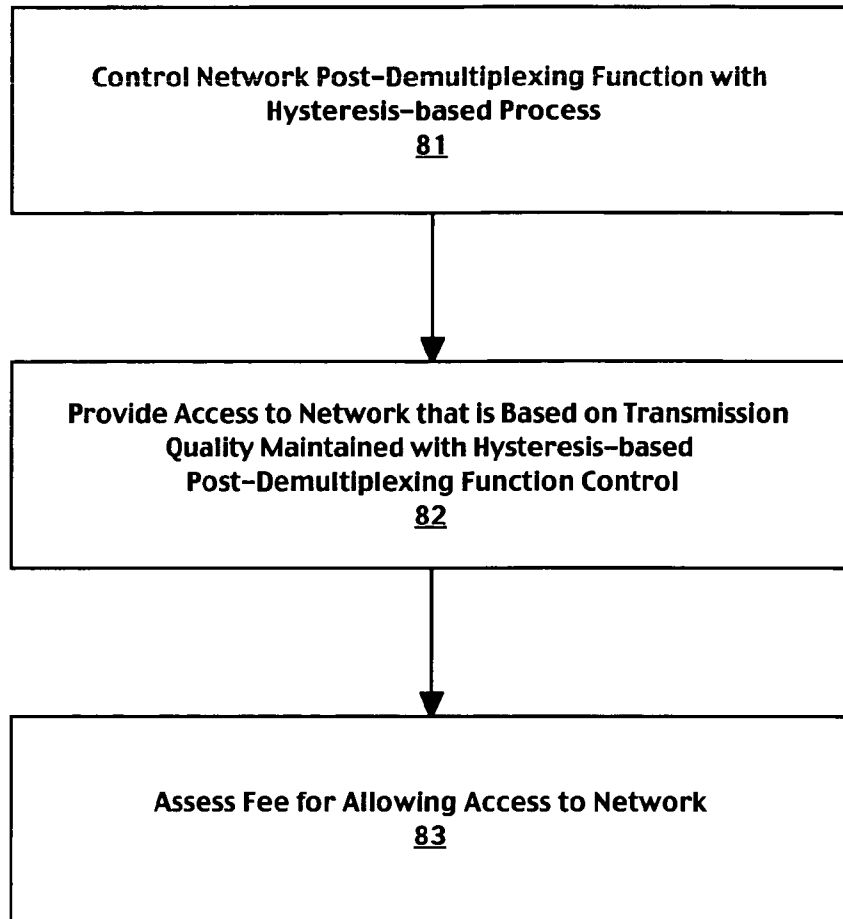 Control Network Post-Demultiplexing Function with
Hysteresis-based Process
81
Provide Access to Network that is Based on Transmission
Quality Maintained with Hysteresis-based
Post-Demultiplexing Function Control
82
Assess Fee for Allowing Access to Network
83